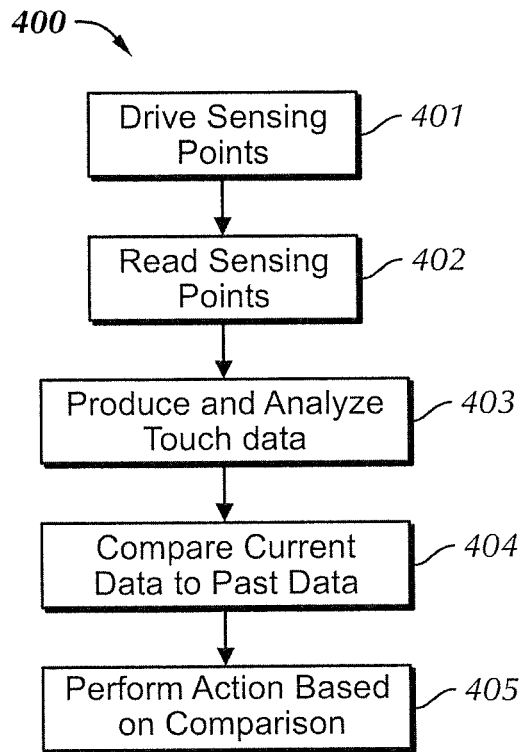 400
Drive Sensing
Points
401
Read Sensing
Points
402
Produce and Analyze
Touch data
403
Compare Current
Data to Past Data
404
Perform Action Based
on Comparison
405